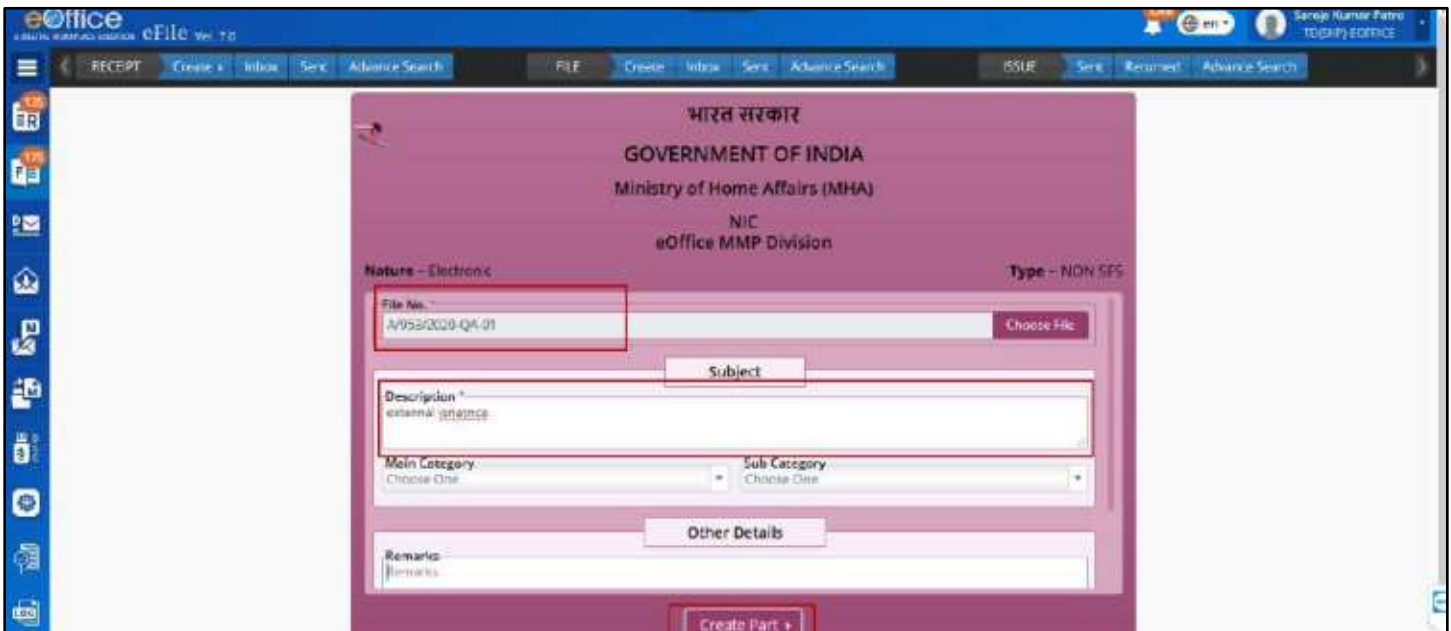 eOffice
eFile Ver 7.0
en
Saroja Kumar Patro
RECEIPT Create Inbox Sent Advance Search FILE Create Inbox Sent Advance Search ISSUE Sent Returned Advance Search
भारत सरकार
GOVERNMENT OF INDIA
Ministry of Home Affairs (MHA)
NIC
eOffice MMP Division
Nature – Electronic Type – NON SFS
File No. *
A/953/2020-QA-01 Choose File
Subject
Description *
external
Main Category Sub Category
Choose One Choose One
Other Details
Remarks
Remarks
Create Part